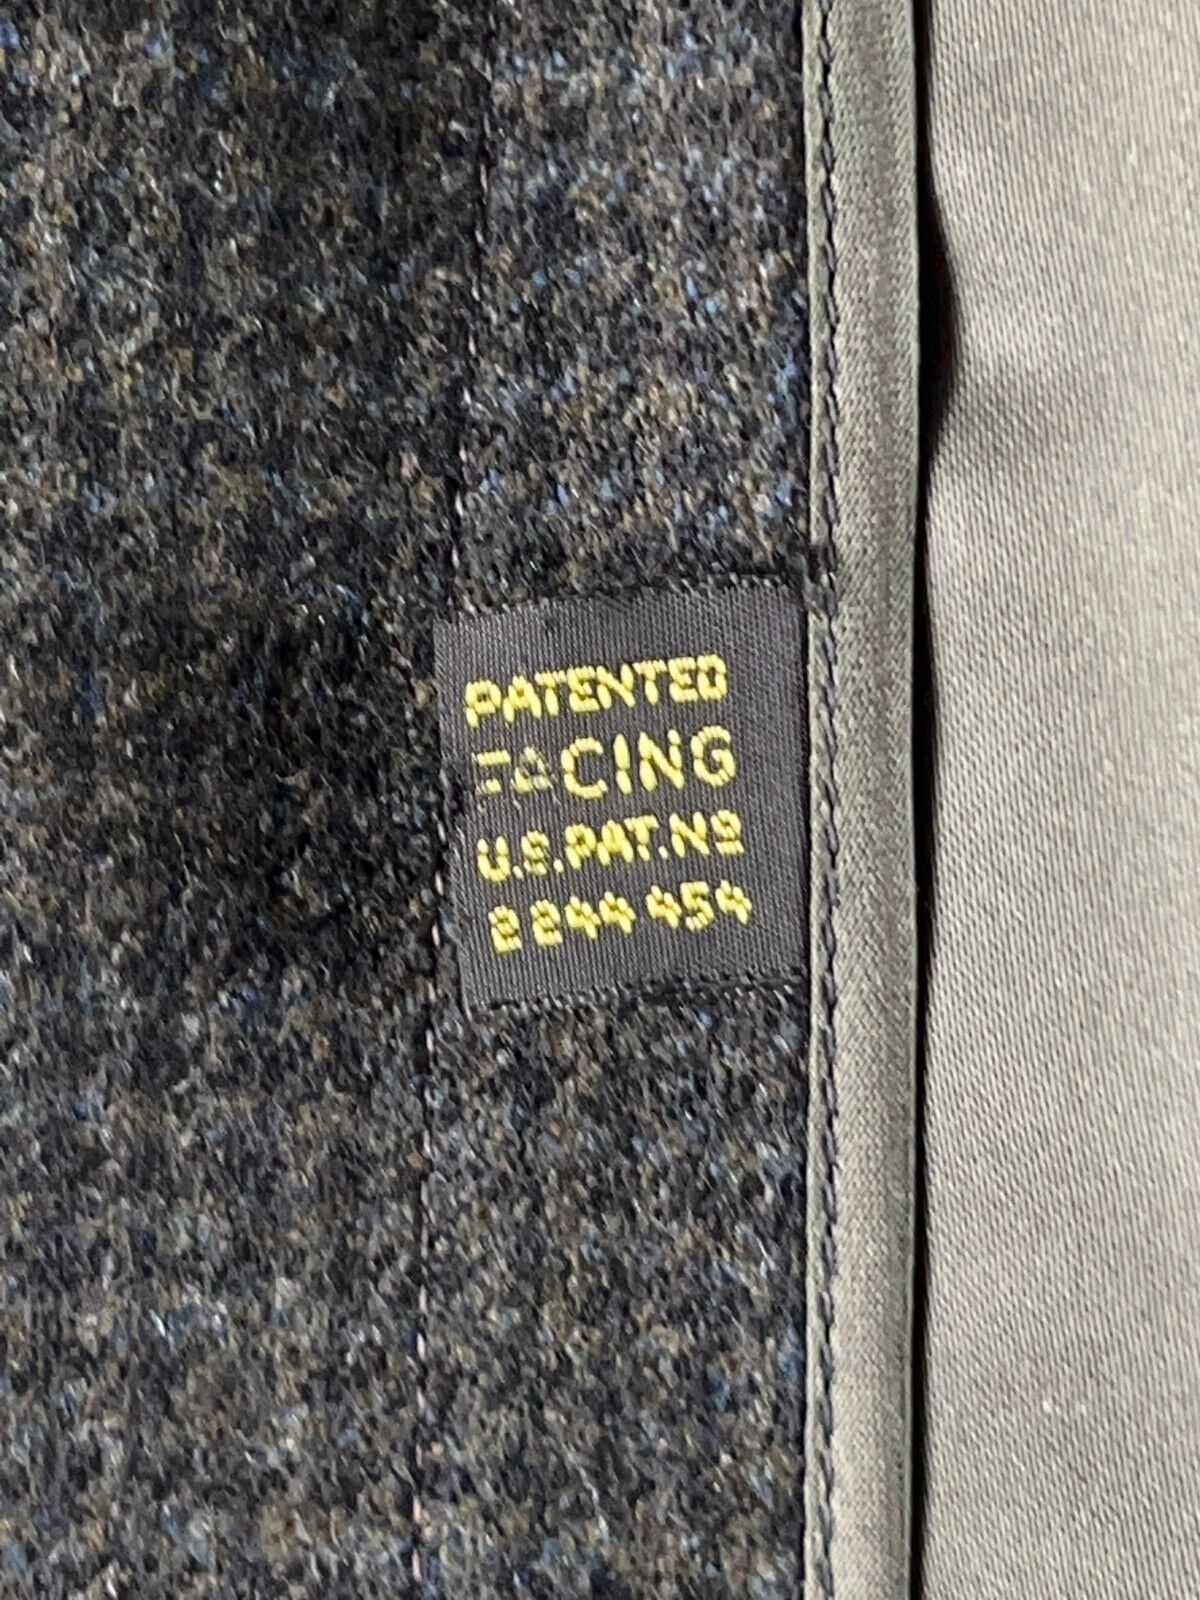 PATENTED
FACING
U.S.PAT.Nº
2 244 454